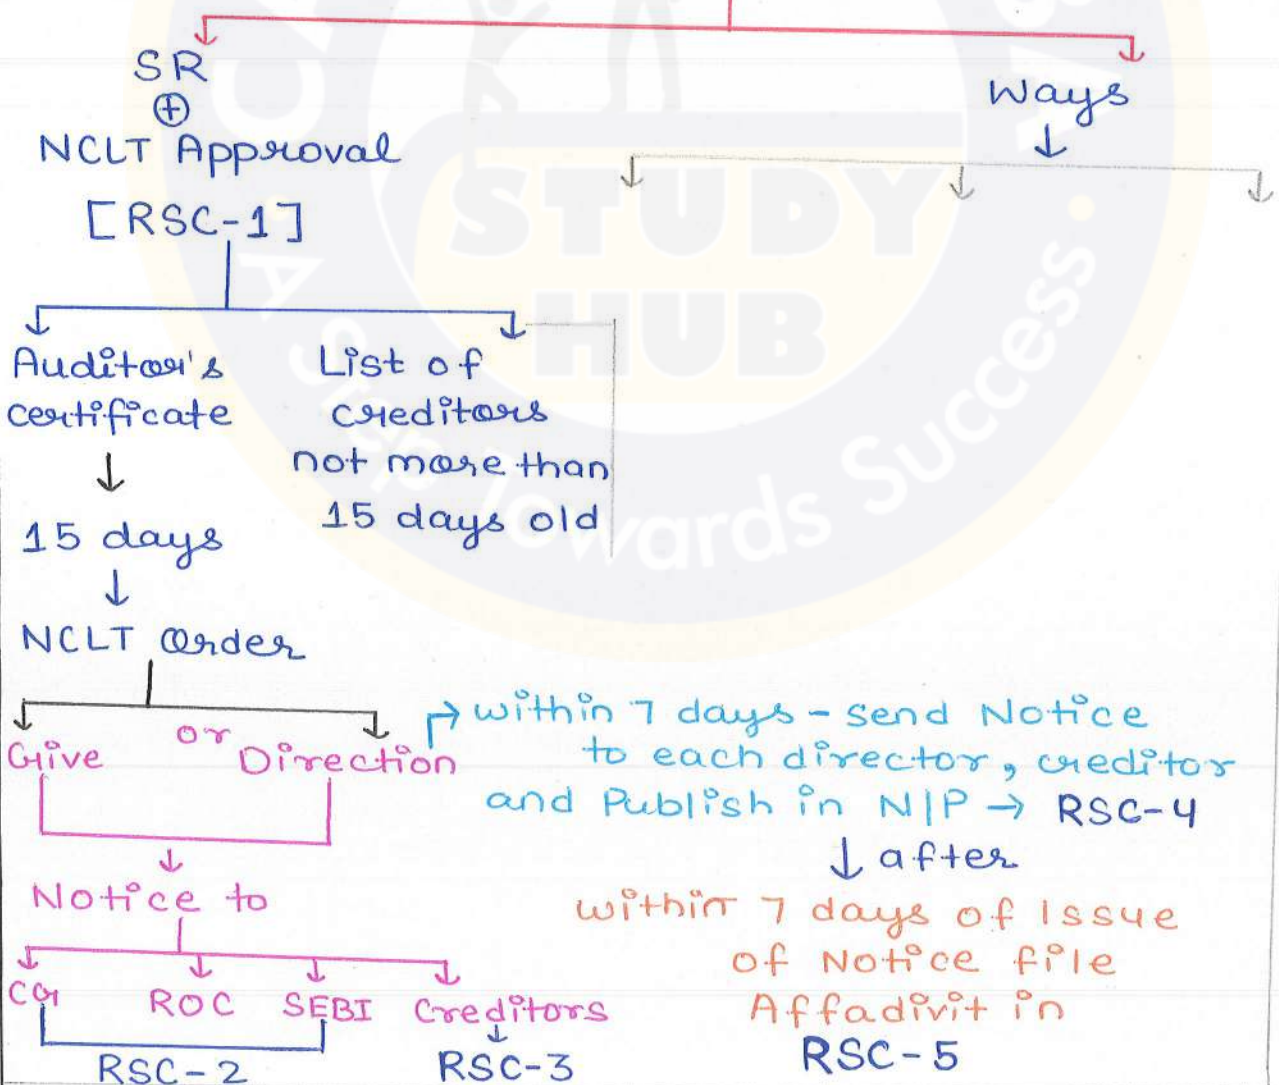 SR
⊕
NCLT Approval
[RSC-1]
Ways
Auditor's
certificate
List of
creditors
not more than
15 days old
15 days
NCLT Order
Give or Direction
within 7 days - send Notice
to each director, creditor
and Publish in N|P → RSC-4
after
within 7 days of Issue
of Notice file
Affadivit in
RSC-5
Notice to
CG ROC SEBI Creditors
RSC-2 RSC-3
STUDY
HUB
A Step Towards Success